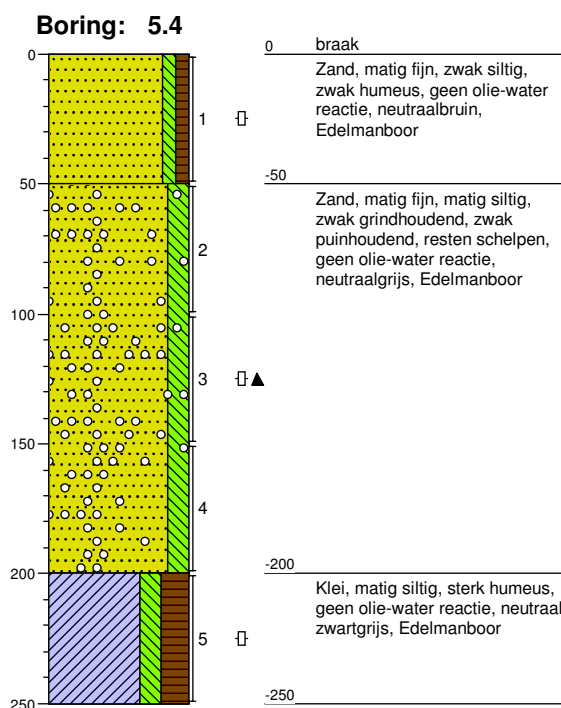 Boring: 5.4
0
50
100
150
200
250
1
2
3
4
5
0 braak
Zand, matig fijn, zwak siltig,
zwak humeus, geen olie-water
reactie, neutraalbruin,
Edelmanboor
-50
Zand, matig fijn, matig siltig,
zwak grindhoudend, zwak
puinhoudend, resten schelpen,
geen olie-water reactie,
neutraalgrijs, Edelmanboor
-200
Klei, matig siltig, sterk humeus,
geen olie-water reactie, neutraal
zwartgrijs, Edelmanboor
-250